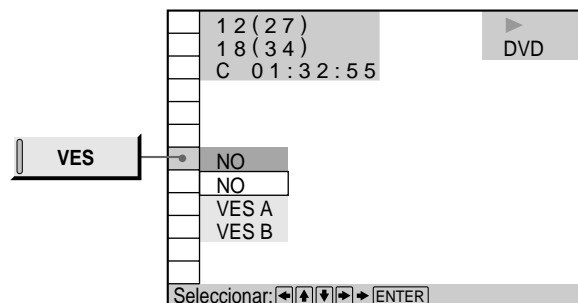 12(27)
18(34)
C 01:32:55
DVD
VES
NO
NO
VES A
VES B
Seleccionar: ENTER